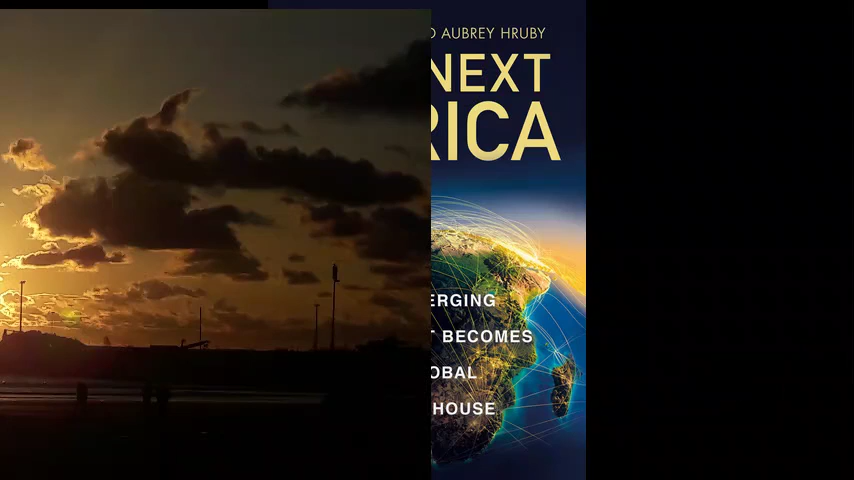 AUBREY HRUBY
NEXT
RICA
ERGING
T BECOMES
OBAL
HOUSE